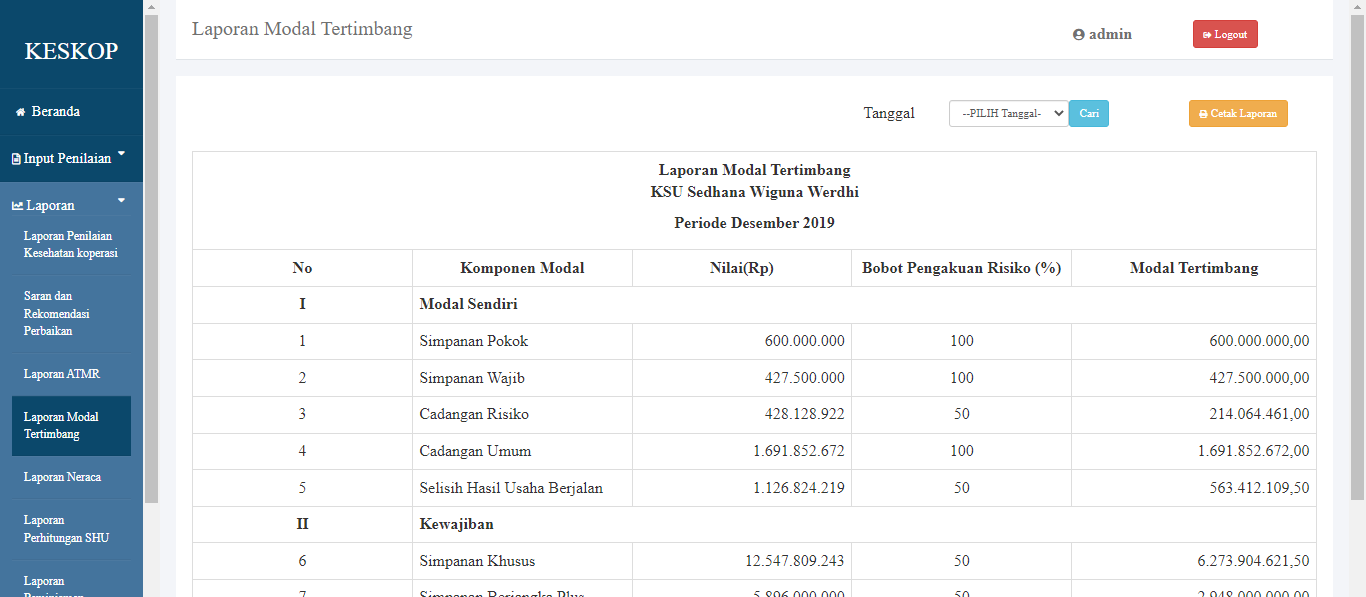 KESKOP
Beranda
Input Penilaian
Laporan
Laporan Penilaian
Kesehatan koperasi
Saran dan
Rekomendasi
Perbaikan
Laporan ATMR
Laporan Modal
Tertimbang
Laporan Neraca
Laporan
Perhitungan SHU
Laporan
Laporan Modal Tertimbang
admin
Logout
Tanggal
--PILIH Tanggal-
Cari
Cetak Laporan
Laporan Modal Tertimbang
KSU Sedhana Wiguna Werdhi
Periode Desember 2019
No Komponen Modal Nilai(Rp) Bobot Pengakuan Risiko (%) Modal Tertimbang
I Modal Sendiri
1 Simpanan Pokok 600.000.000 100 600.000.000,00
2 Simpanan Wajib 427.500.000 100 427.500.000,00
3 Cadangan Risiko 428.128.922 50 214.064.461,00
4 Cadangan Umum 1.691.852.672 100 1.691.852.672,00
5 Selisih Hasil Usaha Berjalan 1.126.824.219 50 563.412.109,50
II Kewajiban
6 Simpanan Khusus 12.547.809.243 50 6.273.904.621,50
7 Simpanan Berjangka Plus 5.896.000.000 50 2.948.000.000,00